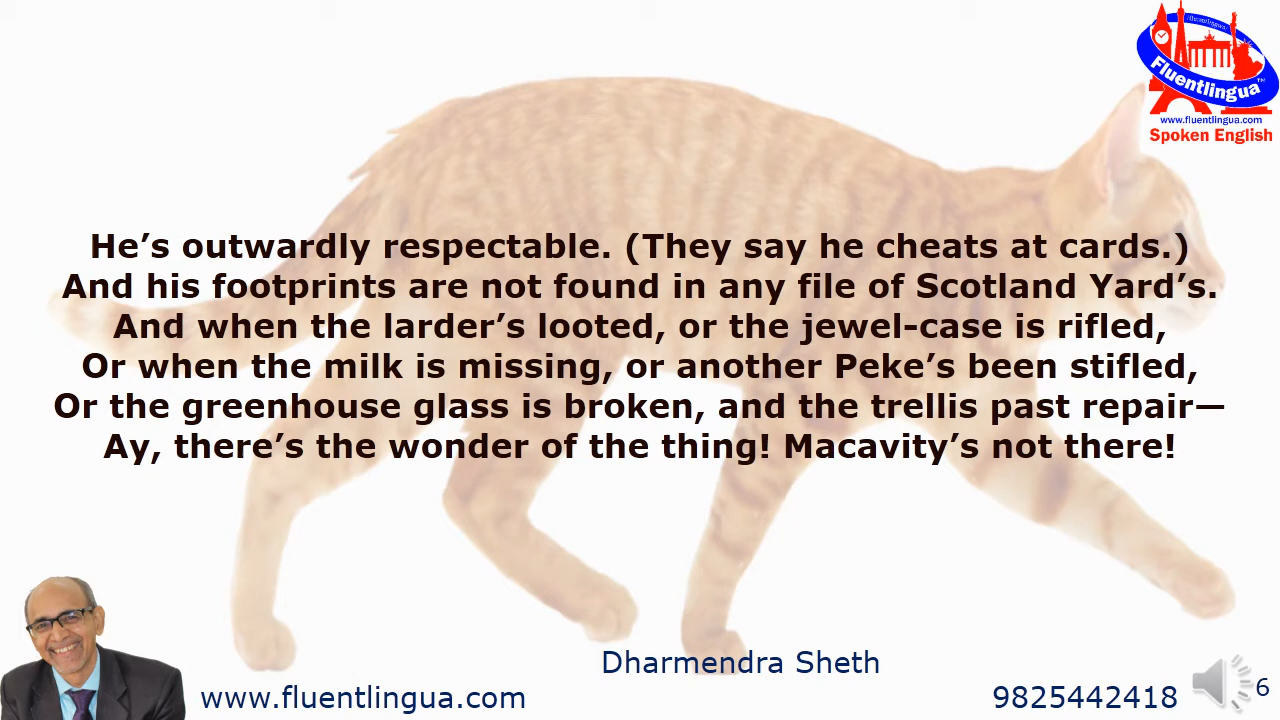 Fluentlingua™
www.fluentlingua.com
Spoken English
He’s outwardly respectable. (They say he cheats at cards.)
And his footprints are not found in any file of Scotland Yard’s.
And when the larder’s looted, or the jewel-case is rifled,
Or when the milk is missing, or another Peke’s been stifled,
Or the greenhouse glass is broken, and the trellis past repair—
Ay, there’s the wonder of the thing! Macavity’s not there!
Dharmendra Sheth
www.fluentlingua.com
9825442418
6